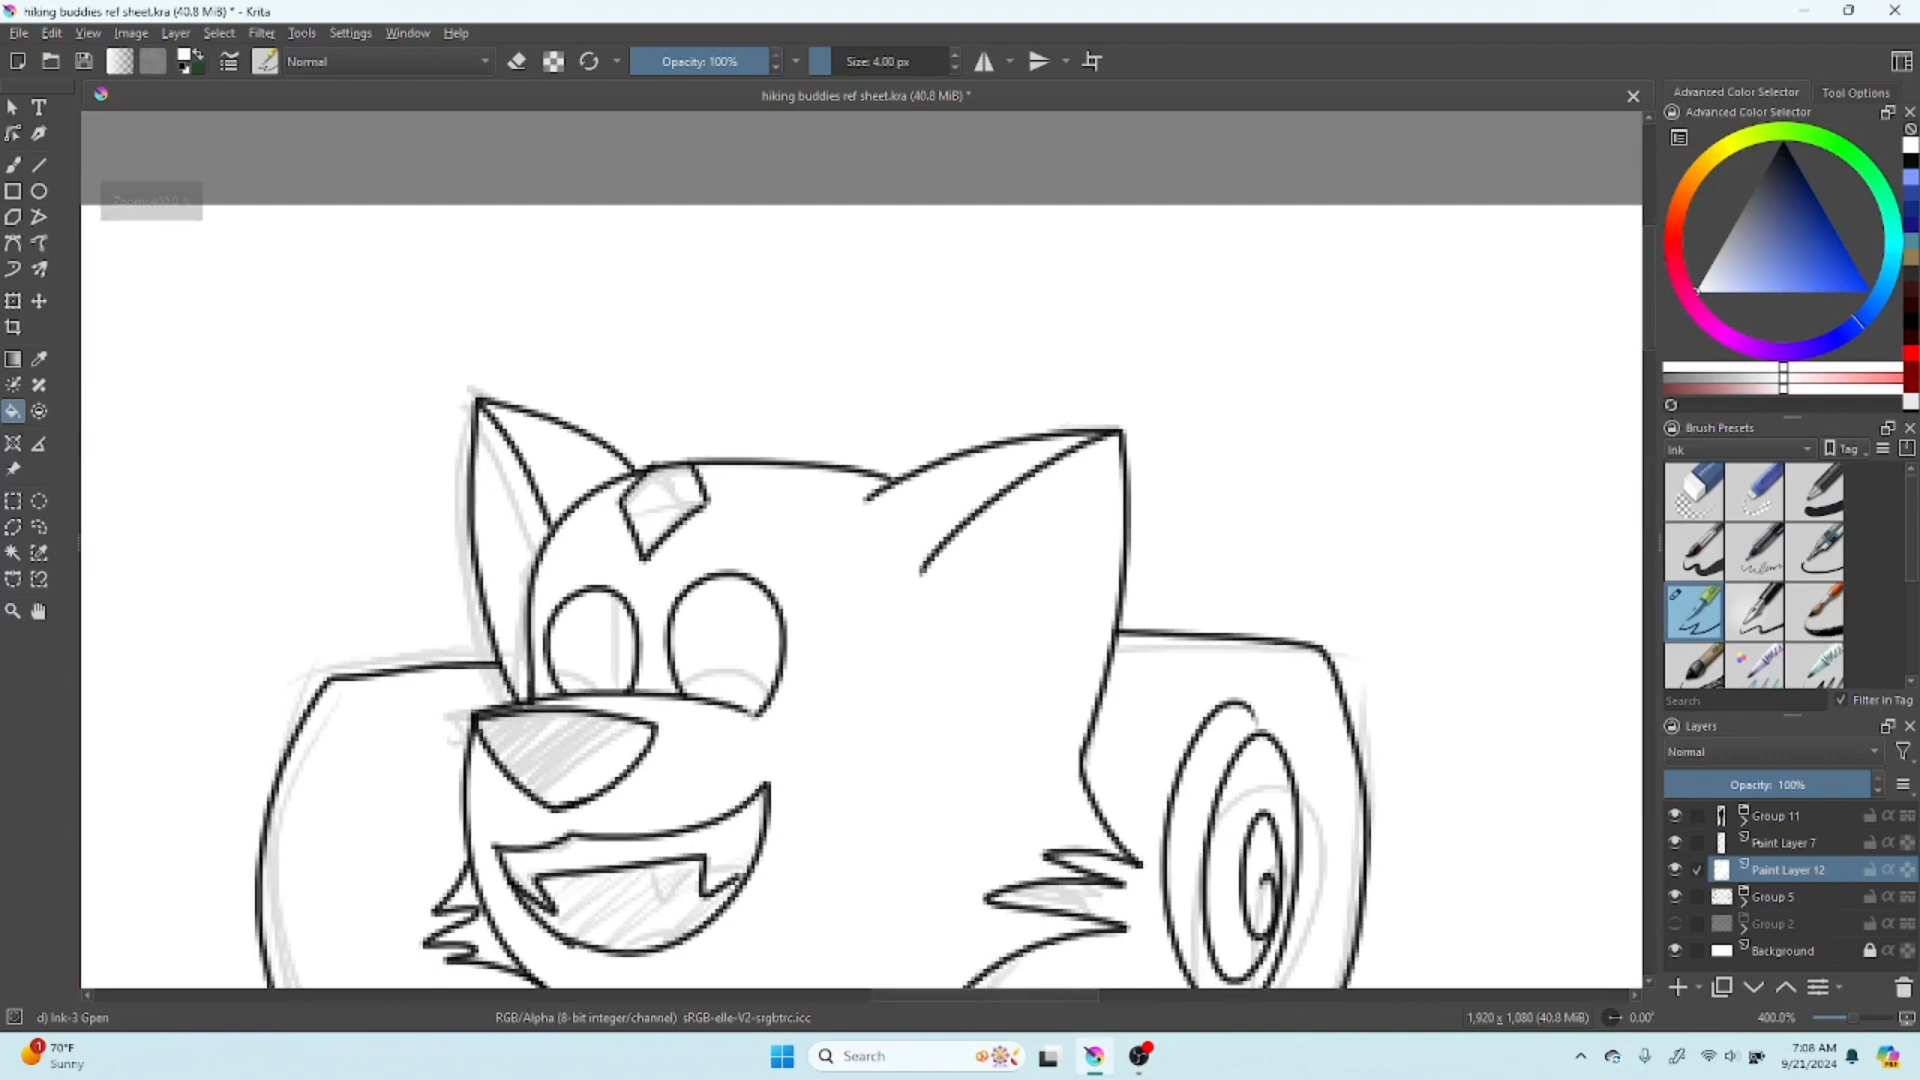 hiking buddies ref sheet.kra (40.8 MiB) * - Krita
File Edit View Image Layer Select Filter Tools Settings Window Help
Normal
Opacity: 100%
Size: 4.00 px
hiking buddies ref sheet.kra (40.8 MiB) *
Advanced Color Selector
Tool Options
Advanced Color Selector
Brush Presets
Ink
Tag
Search
Filter in Tag
Layers
Normal
Opacity: 100%
Group 11
Paint Layer 7
Paint Layer 12
Group 5
Group 2
Background
d) Ink-3 Gpen
RGB/Alpha (8-bit integer/channel) sRGB-elle-V2-srgbtrc.icc
1,920 x 1,080 (40.8 MiB)
0.00°
400.0%
1
70°F
Sunny
Search
7:08 AM
9/21/2024